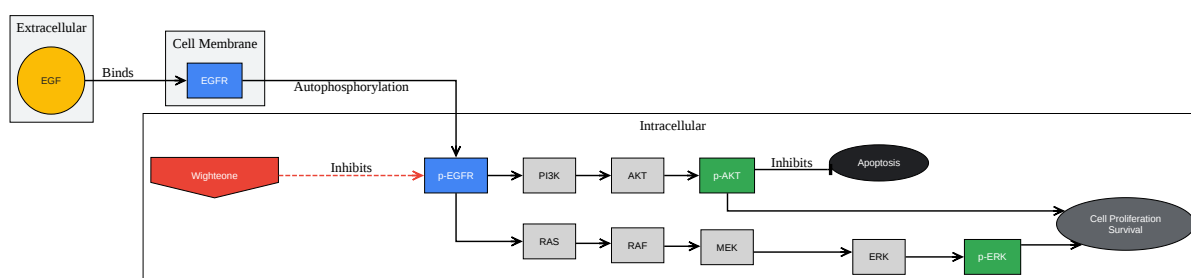 Extracellular
EGF
Binds
Cell Membrane
EGFR
Autophosphorylation
Intracellular
Wighteone
Inhibits
p-EGFR
PI3K
AKT
p-AKT
Inhibits
Apoptosis
RAS
RAF
MEK
ERK
p-ERK
Cell Proliferation
Survival